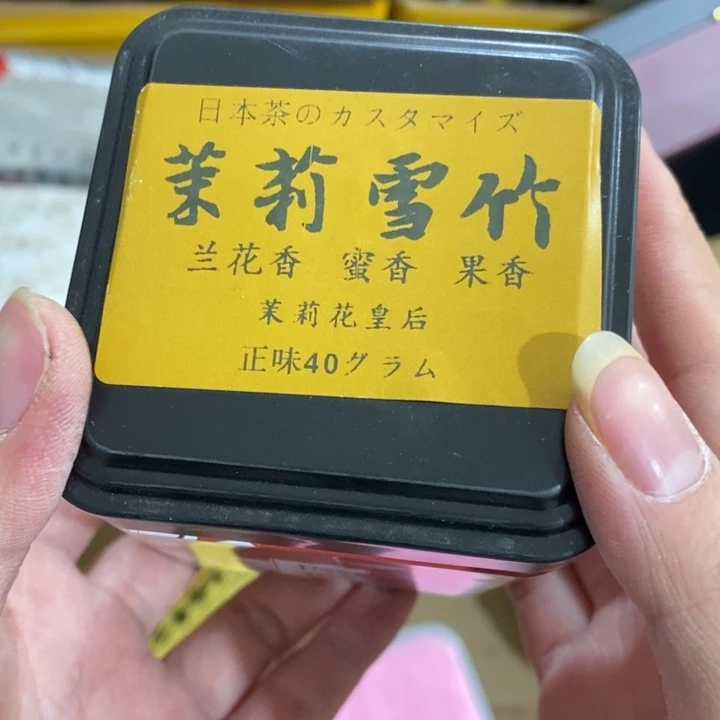 日本茶のカスタマイズ
茉莉雪竹
兰花香 蜜香 果香
茉莉花皇后
正味40グラム